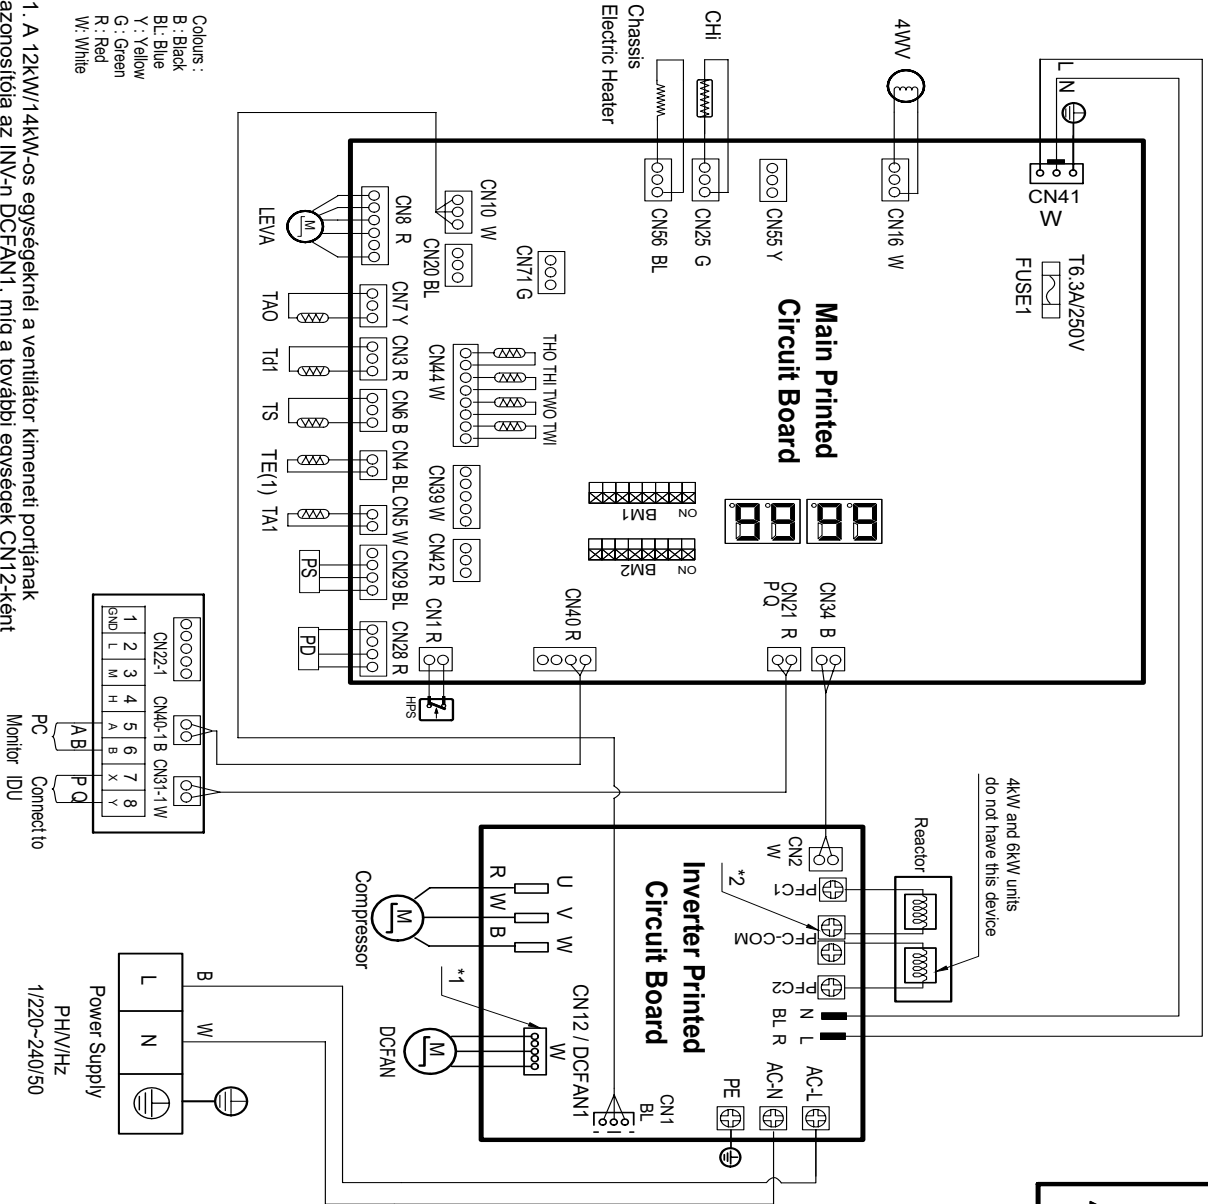 L
N
CN41
W
T6.3A/250V
FUSE1
4WV
CN16 W
CN55 Y
CHi
CN25 G
Chassis
Electric Heater
CN56 BL
Main Printed
Circuit Board
CN10 W
CN20 BL
CN71 G
CN8 R
M
LEVA
CN7 Y
TAO
CN3 R
Td1
CN6 B
TS
CN4 BL
TE(1)
CN5 W
TA1
CN29 BL
PS
CN28 R
PD
CN1 R
HPS
THO THI TWO TWI
CN44 W
CN39 W
CN42 R
BM1
ON
BM2
ON
CN40 R
CN21 R
PQ
CN34 B
CN22-1
CN40-1 B
CN31-1 W
1 2 3 4 5 6 7 8
GND L M H A B X Y
A B
P Q
PC
Monitor
Connect to
IDU
4kW and 6kW units
do not have this device
Reactor
CN2
W
PFC1
*2
PFC-COM
PFC2
N L
BL R
AC-L
AC-N
PE
Inverter Printed
Circuit Board
U V W
R W B
M
Compressor
*1
W
CN12 / DCFAN1
M
DCFAN
CN1
BL
B
W
L N
Power Supply
PH/V/Hz
1/220~240/50
Colours :
B : Black
BL: Blue
Y : Yellow
G : Green
R : Red
W: White
1. A 12kW/14kW-os egységeknél a ventilátor kimeneti portjának
azonosítója az INV-n DCFAN1, míg a további egységek CN12-ként